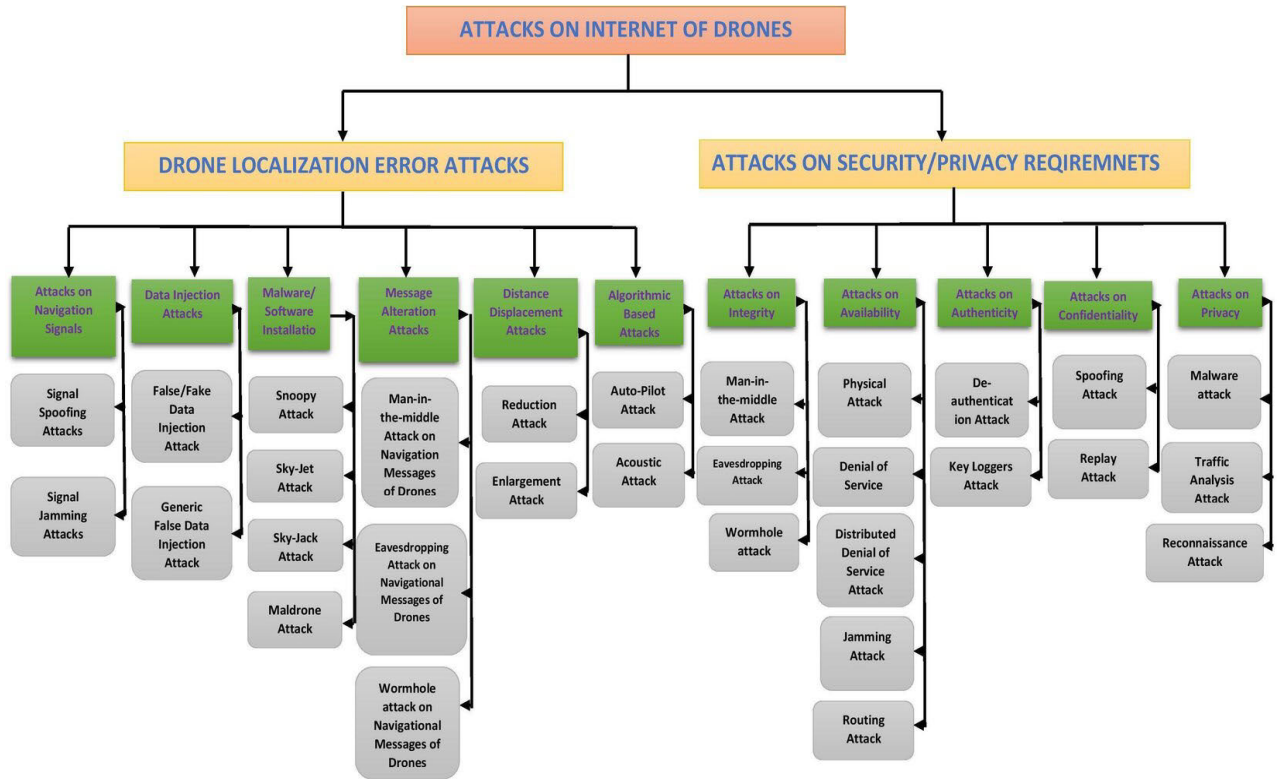 ATTACKS ON INTERNET OF DRONES
DRONE LOCALIZATION ERROR ATTACKS
ATTACKS ON SECURITY/PRIVACY REQIREMNETS
Attacks on
Navigation
Signals
Data Injection
Attacks
Malware/
Software
Installatio
Message
Alteration
Attacks
Distance
Displacement
Attacks
Algorithmic
Based
Attacks
Attacks on
Integrity
Attacks on
Availability
Attacks on
Authenticity
Attacks on
Confidentiality
Attacks on
Privacy
Signal
Spoofing
Attacks
Signal
Jamming
Attacks
False/Fake
Data
Injection
Attack
Generic
False Data
Injection
Attack
Snoopy
Attack
Sky-Jet
Attack
Sky-Jack
Attack
Maldrone
Attack
Man-in-
the-middle
Attack on
Navigation
Messages
of Drones
Eavesdropping
Attack on
Navigational
Messages of
Drones
Wormhole
attack on
Navigational
Messages of
Drones
Reduction
Attack
Enlargement
Attack
Auto-Pilot
Attack
Acoustic
Attack
Man-in-
the-middle
Attack
Eavesdropping
Attack
Wormhole
attack
Physical
Attack
Denial of
Service
Distributed
Denial of
Service
Attack
Jamming
Attack
Routing
Attack
De-
authenticat
ion Attack
Key Loggers
Attack
Spoofing
Attack
Replay
Attack
Malware
attack
Traffic
Analysis
Attack
Reconnaissance
Attack